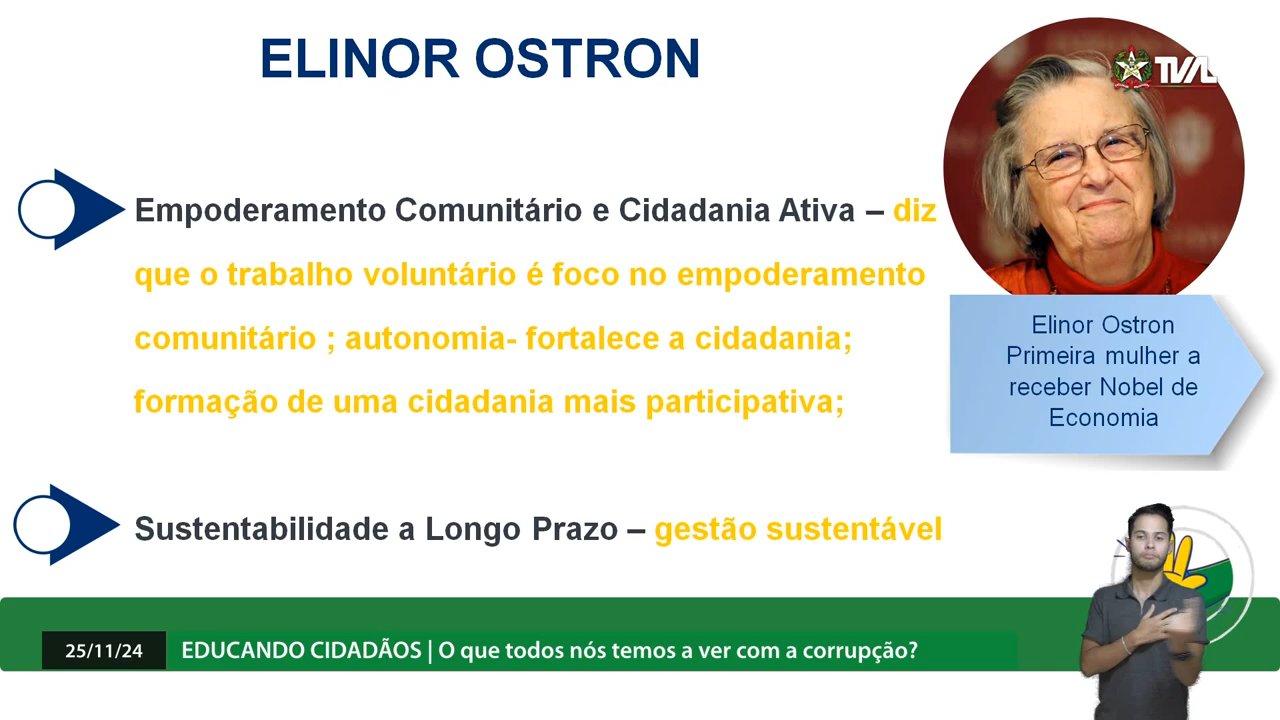 ELINOR OSTRON
TVAL
Empoderamento Comunitário e Cidadania Ativa – diz
que o trabalho voluntário é foco no empoderamento
comunitário ; autonomia- fortalece a cidadania;
formação de uma cidadania mais participativa;
Elinor Ostron
Primeira mulher a
receber Nobel de
Economia
Sustentabilidade a Longo Prazo – gestão sustentável
25/11/24
EDUCANDO CIDADÃOS | O que todos nós temos a ver com a corrupção?